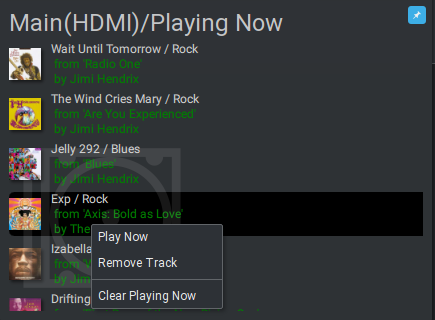 Main(HDMI)/Playing Now
Wait Until Tomorrow / Rock
from 'Radio One'
by Jimi Hendrix
The Wind Cries Mary / Rock
from 'Are You Experienced'
by Jimi Hendrix
Jelly 292 / Blues
from 'Blues'
by Jimi Hendrix
Exp / Rock
from 'Axis: Bold as Love'
by The
Play Now
Izabella
Remove Track
Clear Playing Now
Drifting